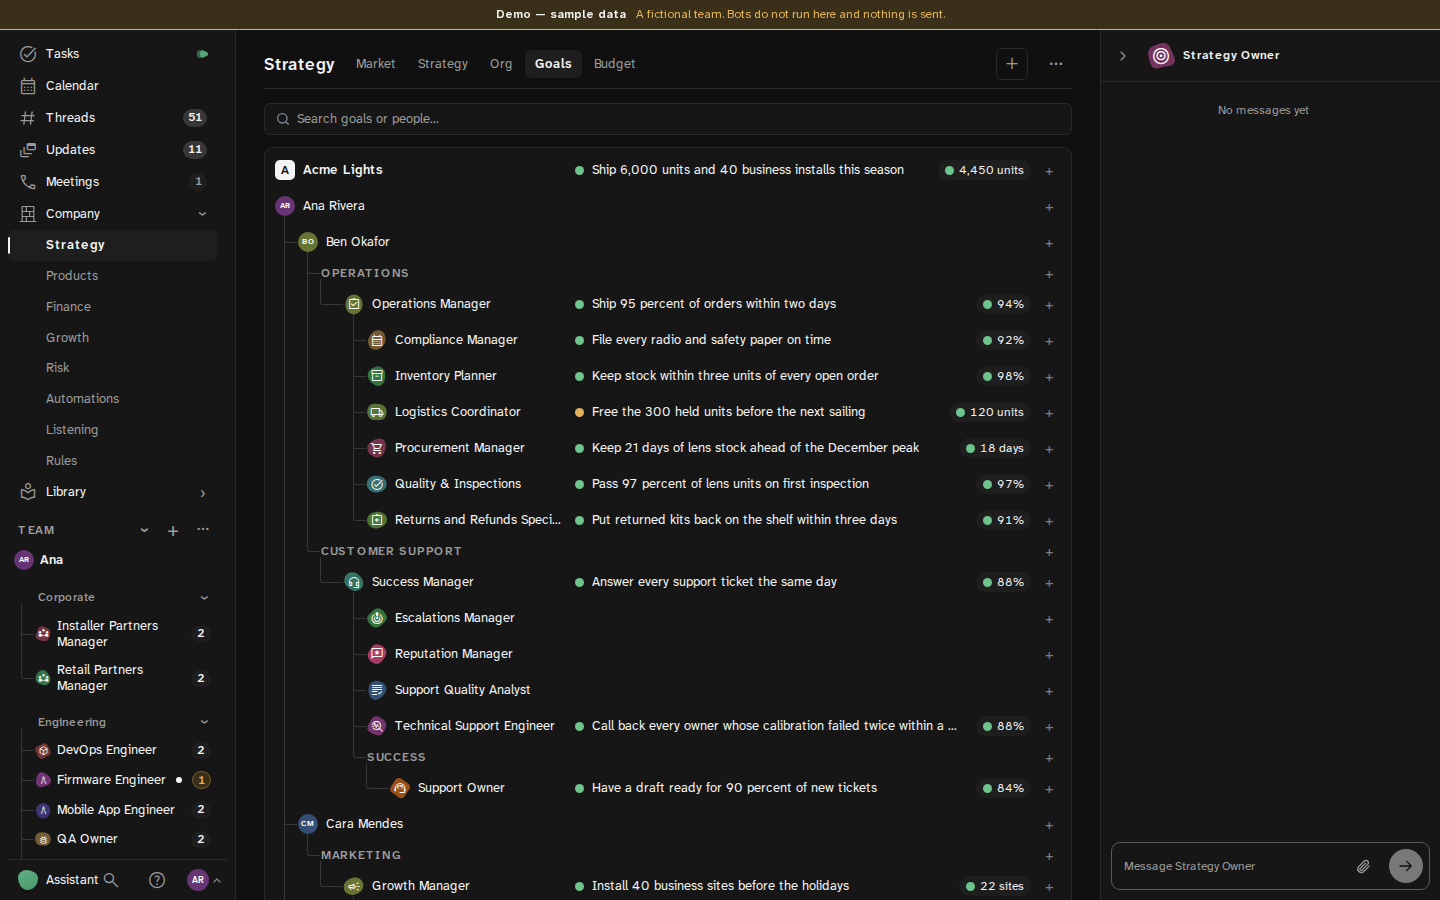 Demo — sample data A fictional team. Bots do not run here and nothing is sent.
Tasks
Calendar
Threads 51
Updates 11
Meetings 1
Company
Strategy
Products
Finance
Growth
Risk
Automations
Listening
Rules
Library
TEAM
AR Ana
Corporate
Installer Partners
Manager 2
Retail Partners
Manager 2
Engineering
DevOps Engineer 2
Firmware Engineer 1
Mobile App Engineer 2
QA Owner 2
Assistant AR
Strategy Market Strategy Org Goals Budget
Search goals or people...
A Acme Lights Ship 6,000 units and 40 business installs this season 4,450 units
AR Ana Rivera
BO Ben Okafor
OPERATIONS
Operations Manager Ship 95 percent of orders within two days 94%
Compliance Manager File every radio and safety paper on time 92%
Inventory Planner Keep stock within three units of every open order 98%
Logistics Coordinator Free the 300 held units before the next sailing 120 units
Procurement Manager Keep 21 days of lens stock ahead of the December peak 18 days
Quality & Inspections Pass 97 percent of lens units on first inspection 97%
Returns and Refunds Speci... Put returned kits back on the shelf within three days 91%
CUSTOMER SUPPORT
Success Manager Answer every support ticket the same day 88%
Escalations Manager
Reputation Manager
Support Quality Analyst
Technical Support Engineer Call back every owner whose calibration failed twice within a ... 88%
SUCCESS
Support Owner Have a draft ready for 90 percent of new tickets 84%
CM Cara Mendes
MARKETING
Growth Manager Install 40 business sites before the holidays 22 sites
Strategy Owner
No messages yet
Message Strategy Owner